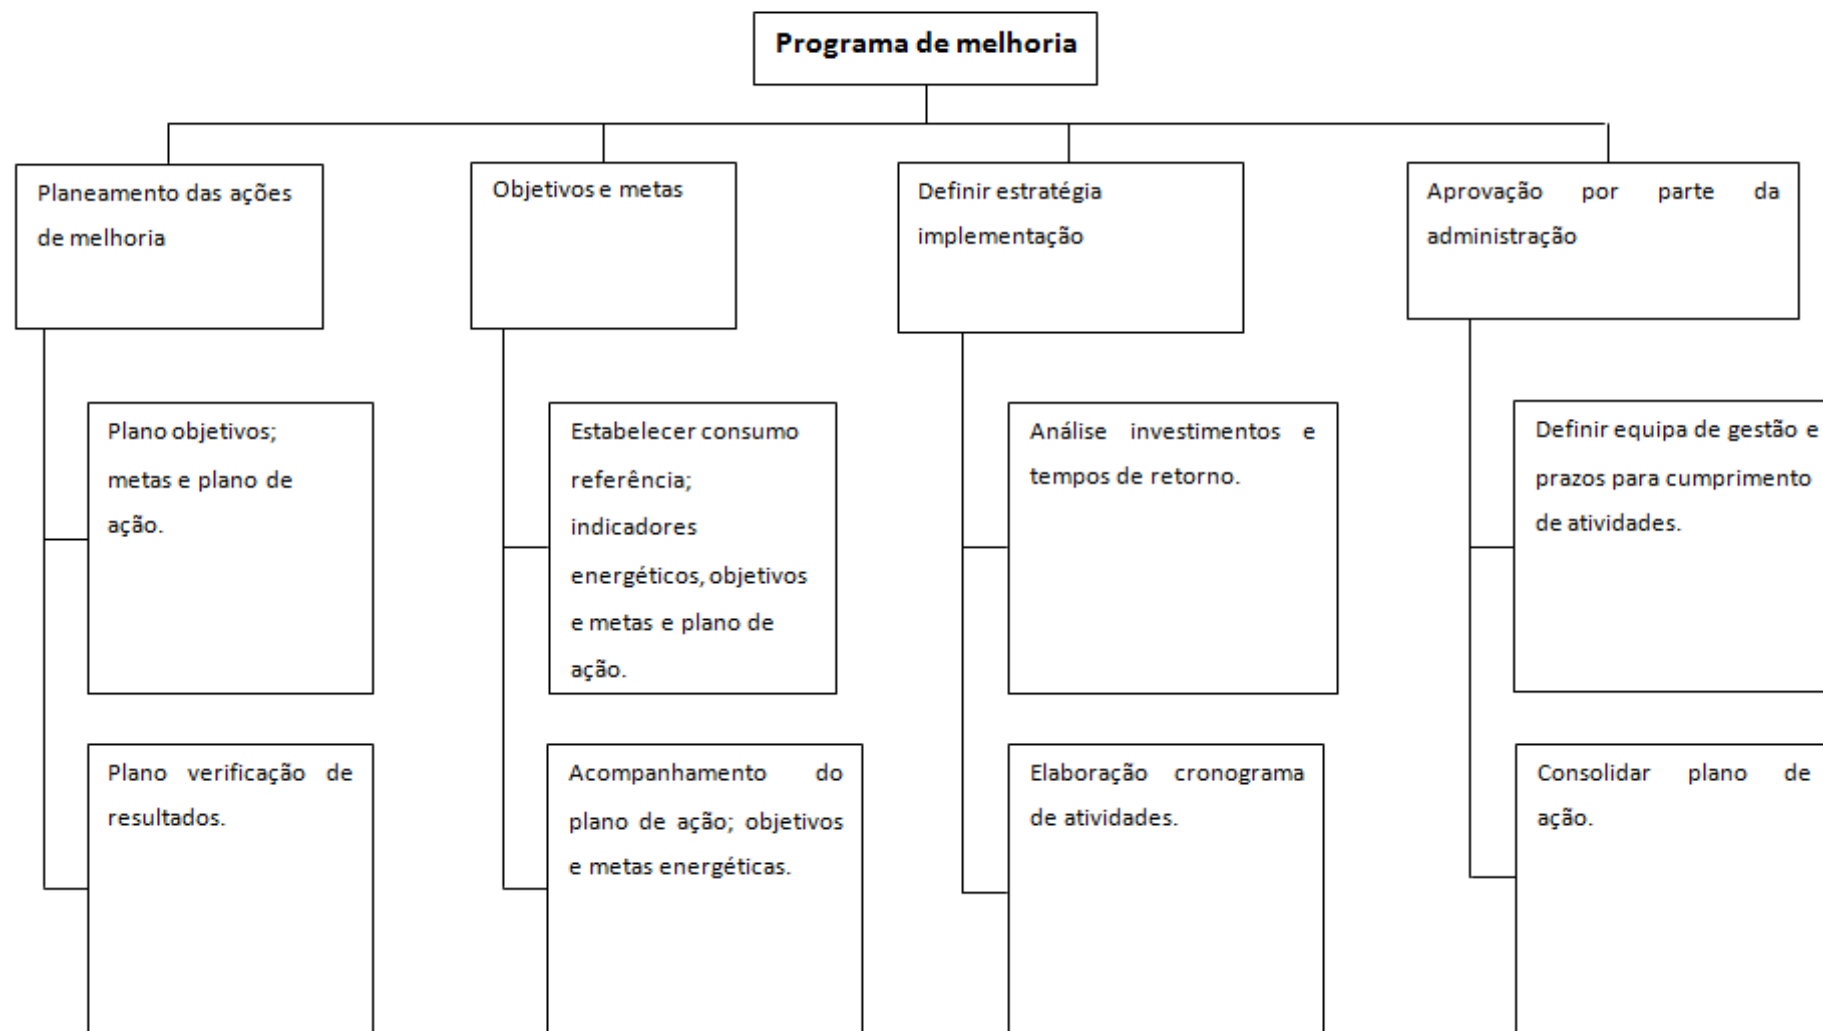 Programa de melhoria
Planeamento das ações
de melhoria
Objetivos e metas
Definir estratégia
implementação
Aprovação por parte da
administração
Plano objetivos;
metas e plano de
ação.
Estabelecer consumo
referência;
indicadores
energéticos, objetivos
e metas e plano de
ação.
Análise investimentos e
tempos de retorno.
Definir equipa de gestão e
prazos para cumprimento
de atividades.
Plano verificação de
resultados.
Acompanhamento do
plano de ação; objetivos
e metas energéticas.
Elaboração cronograma
de atividades.
Consolidar plano de
ação.